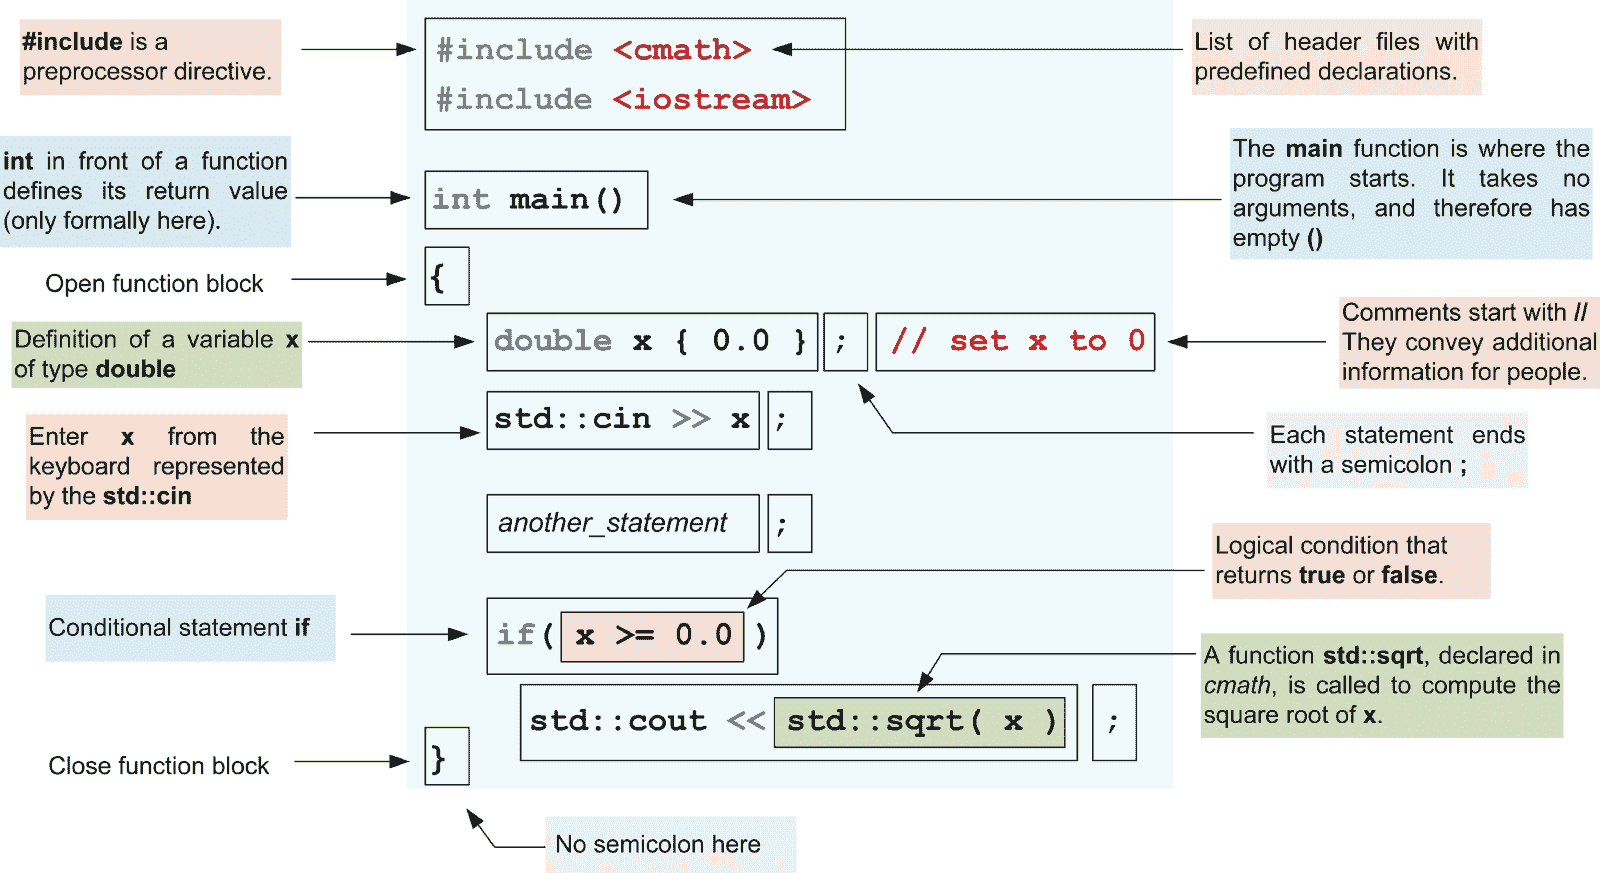 #include is a
preprocessor directive.
#include <cmath>
#include <iostream>
List of header files with
predefined declarations.
int in front of a function
defines its return value
(only formally here).
int main()
The main function is where the
program starts. It takes no
arguments, and therefore has
empty ()
Open function block
{
Definition of a variable x
of type double
double x { 0.0 } ; // set x to 0
Comments start with //
They convey additional
information for people.
Enter x from the
keyboard represented
by the std::cin
std::cin >> x ;
Each statement ends
with a semicolon ;
another_statement ;
Logical condition that
returns true or false.
Conditional statement if
if( x >= 0.0 )
A function std::sqrt, declared in
cmath, is called to compute the
square root of x.
std::cout << std::sqrt( x ) ;
Close function block
}
No semicolon here